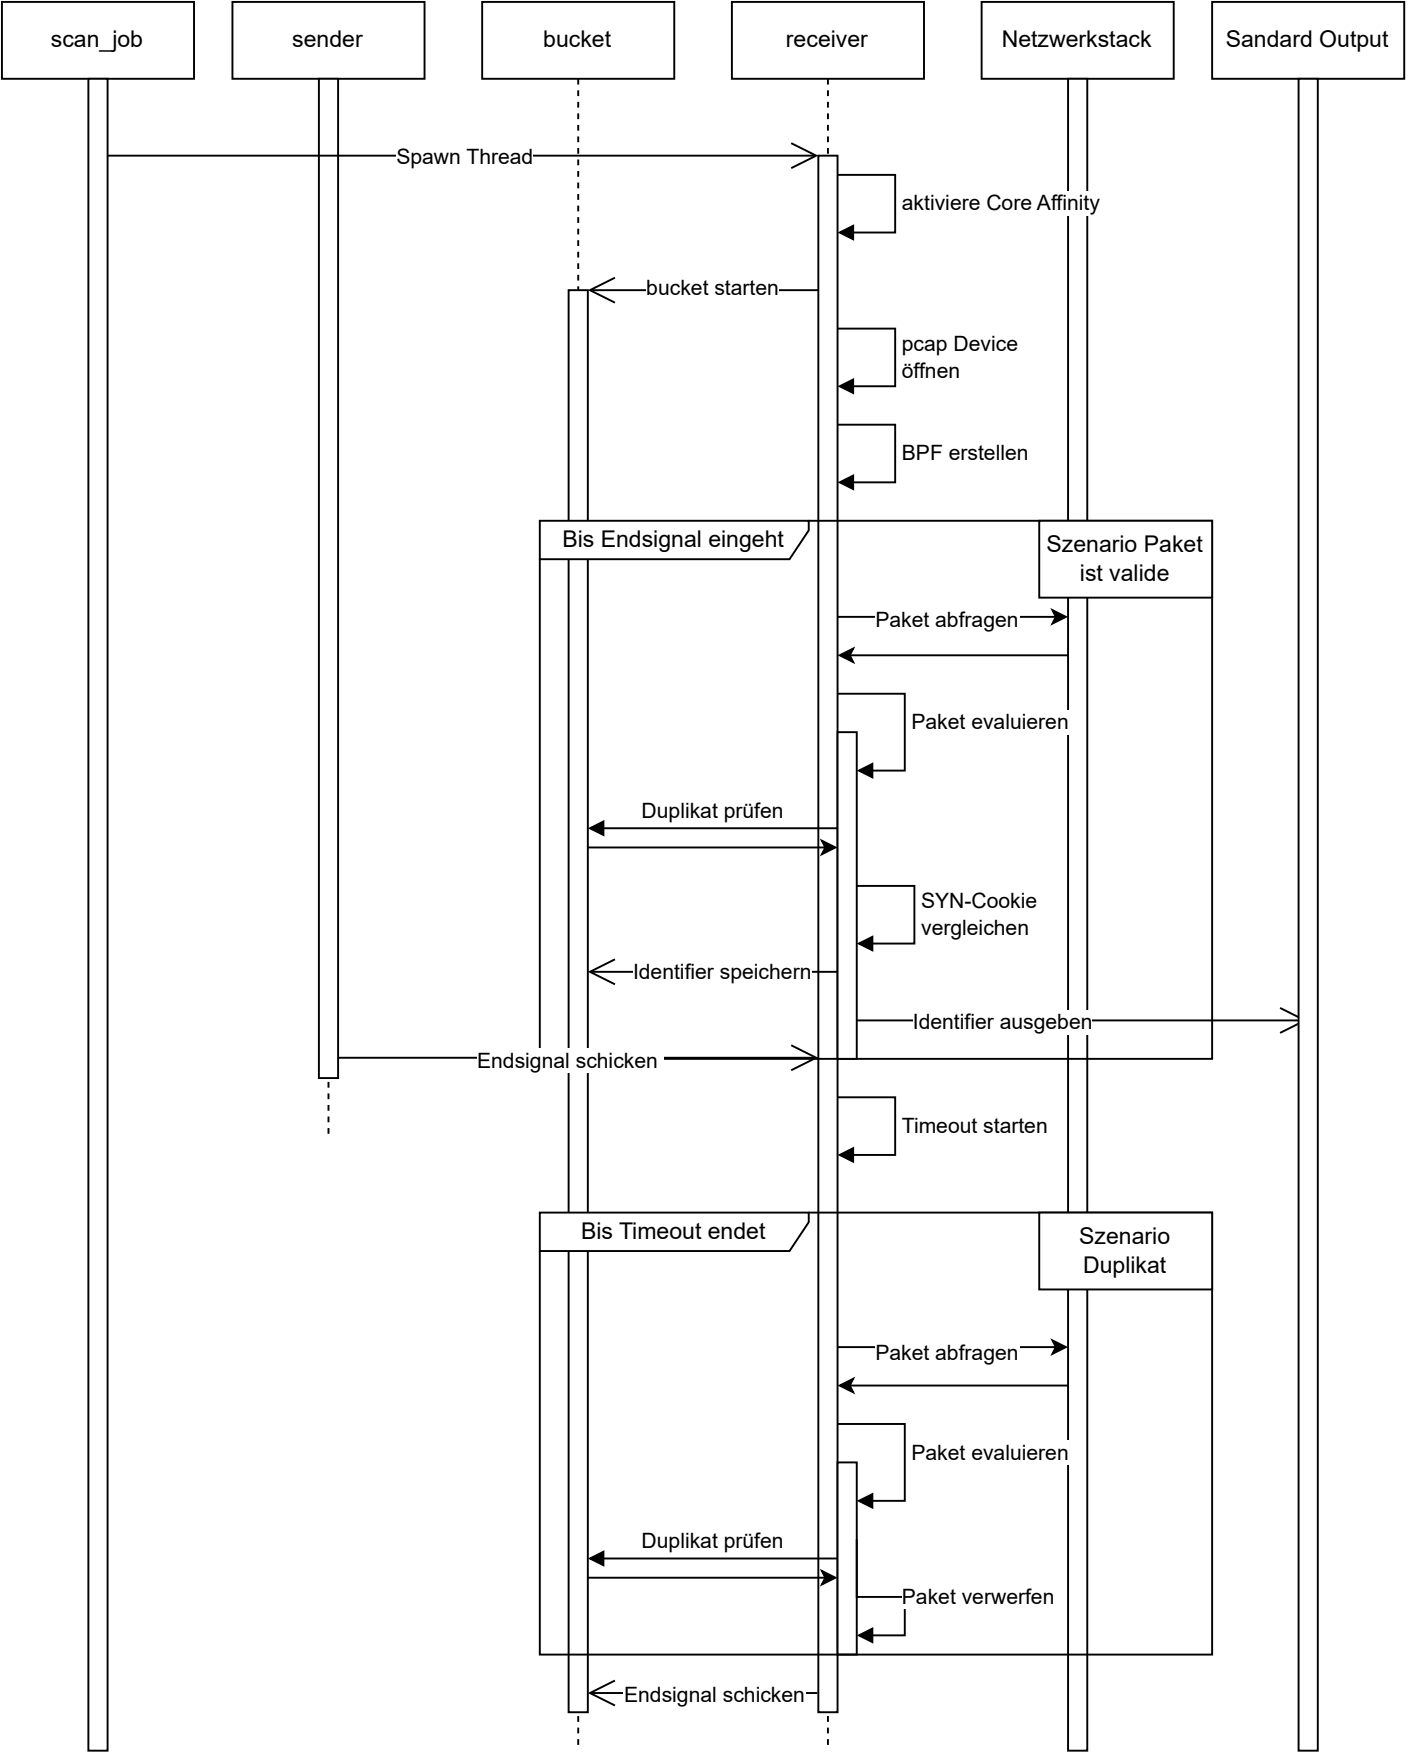 scan_job
sender
bucket
receiver
Netzwerkstack
Sandard Output
Spawn Thread
aktiviere Core Affinity
bucket starten
pcap Device
öffnen
BPF erstellen
Bis Endsignal eingeht
Szenario Paket
ist valide
Paket abfragen
Paket evaluieren
Duplikat prüfen
SYN-Cookie
vergleichen
Identifier speichern
Identifier ausgeben
Endsignal schicken
Timeout starten
Bis Timeout endet
Szenario
Duplikat
Paket abfragen
Paket evaluieren
Duplikat prüfen
Paket verwerfen
Endsignal schicken